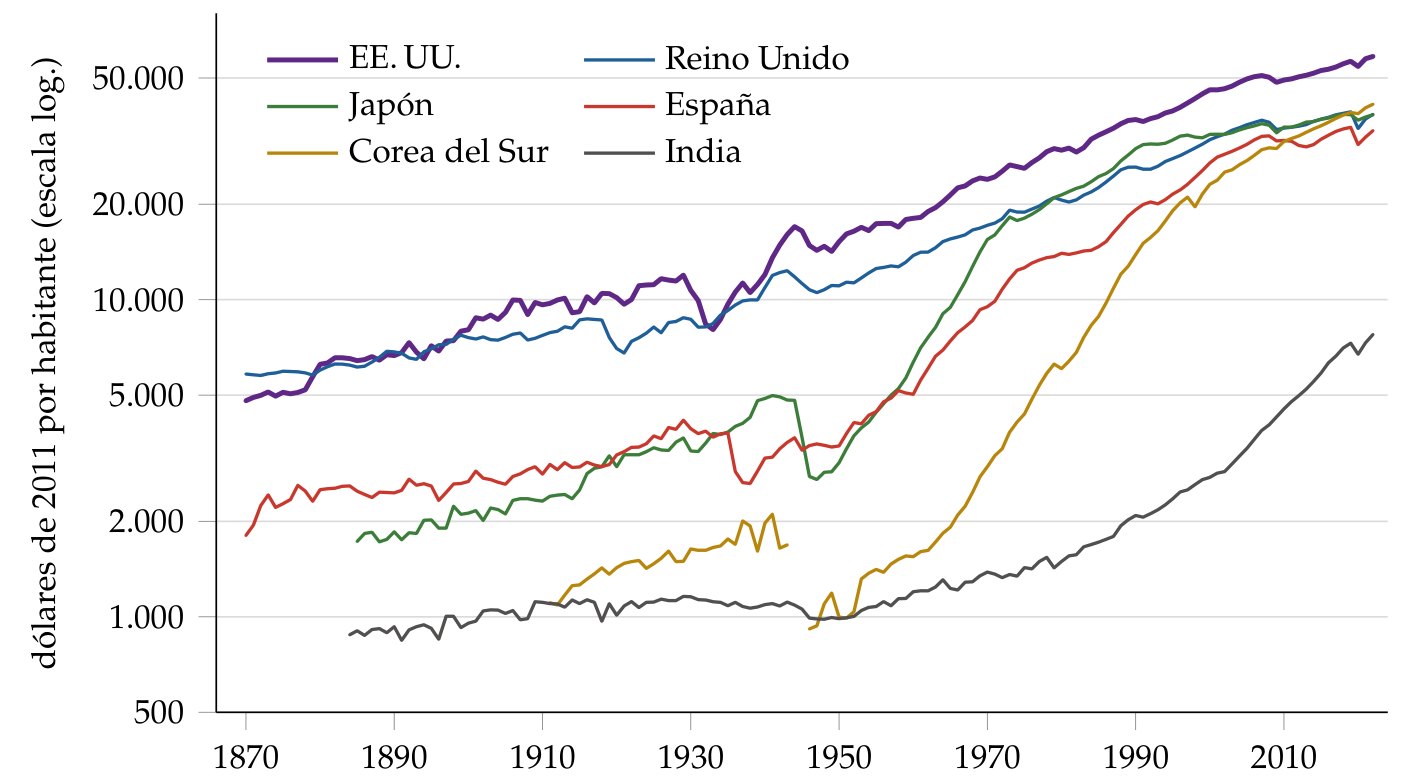 dólares de 2011 por habitante (escala log.)
50.000
20.000
10.000
5.000
2.000
1.000
500
EE. UU.
Reino Unido
Japón
España
Corea del Sur
India
1870 1890 1910 1930 1950 1970 1990 2010